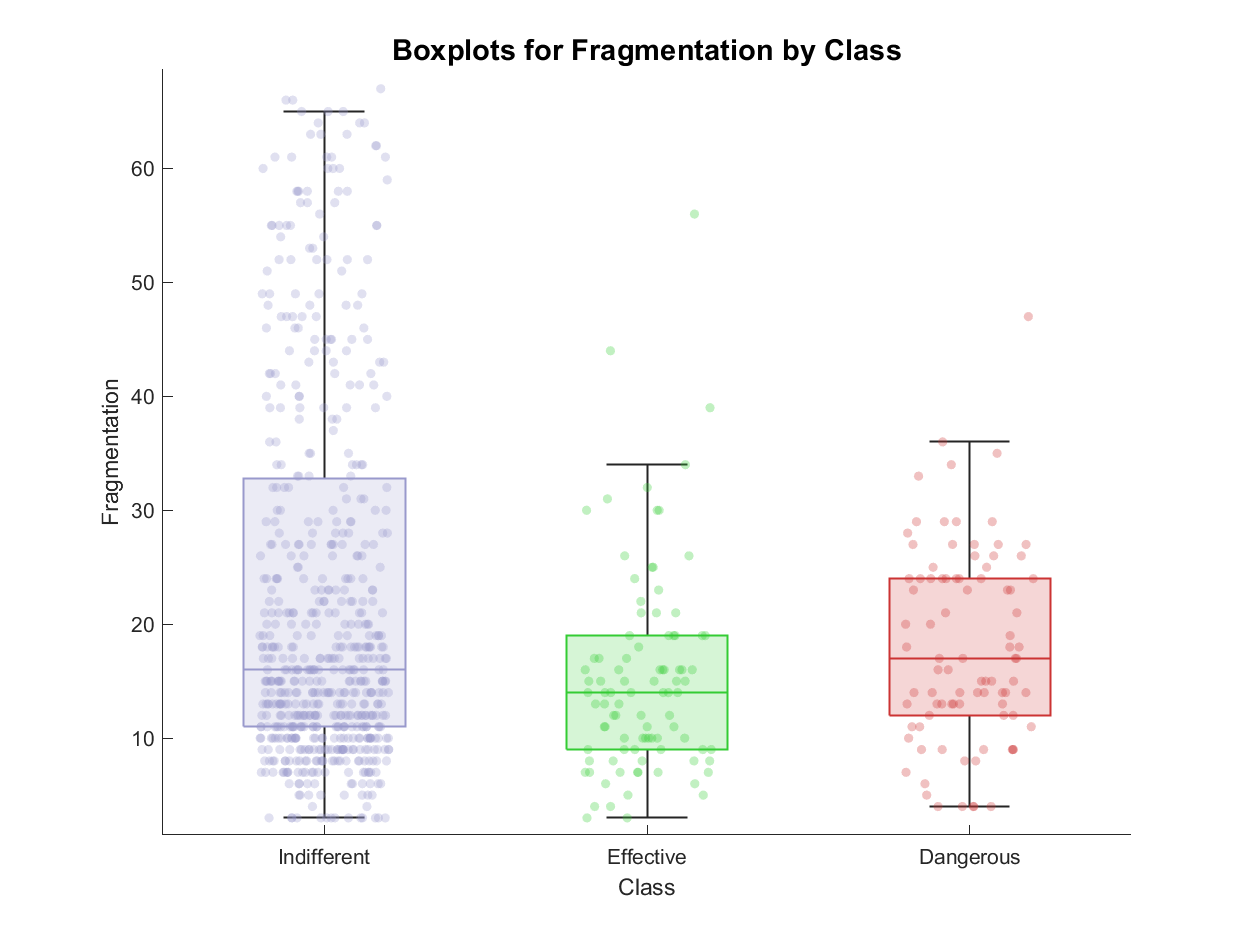 Boxplots for Fragmentation by Class
Fragmentation
60
50
40
30
20
10
Indifferent
Effective
Dangerous
Class